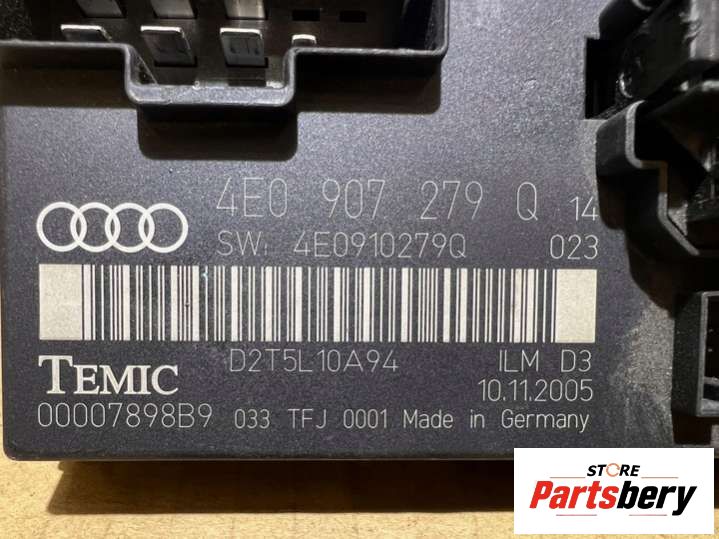 4E0 907 279 Q 14
SW: 4E0910279Q 023
D2T5L10A94 ILM D3
TEMIC 10.11.2005
00007898B9 033 TFJ 0001 Made in Germany
STORE
Partsbery